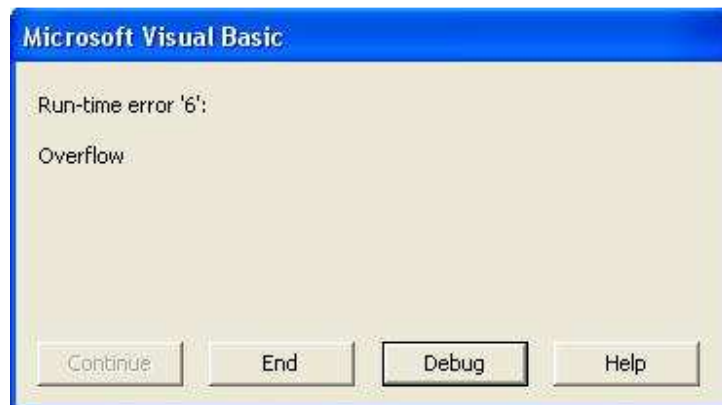 Microsoft Visual Basic
Run-time error '6':
Overflow
Continue End Debug Help